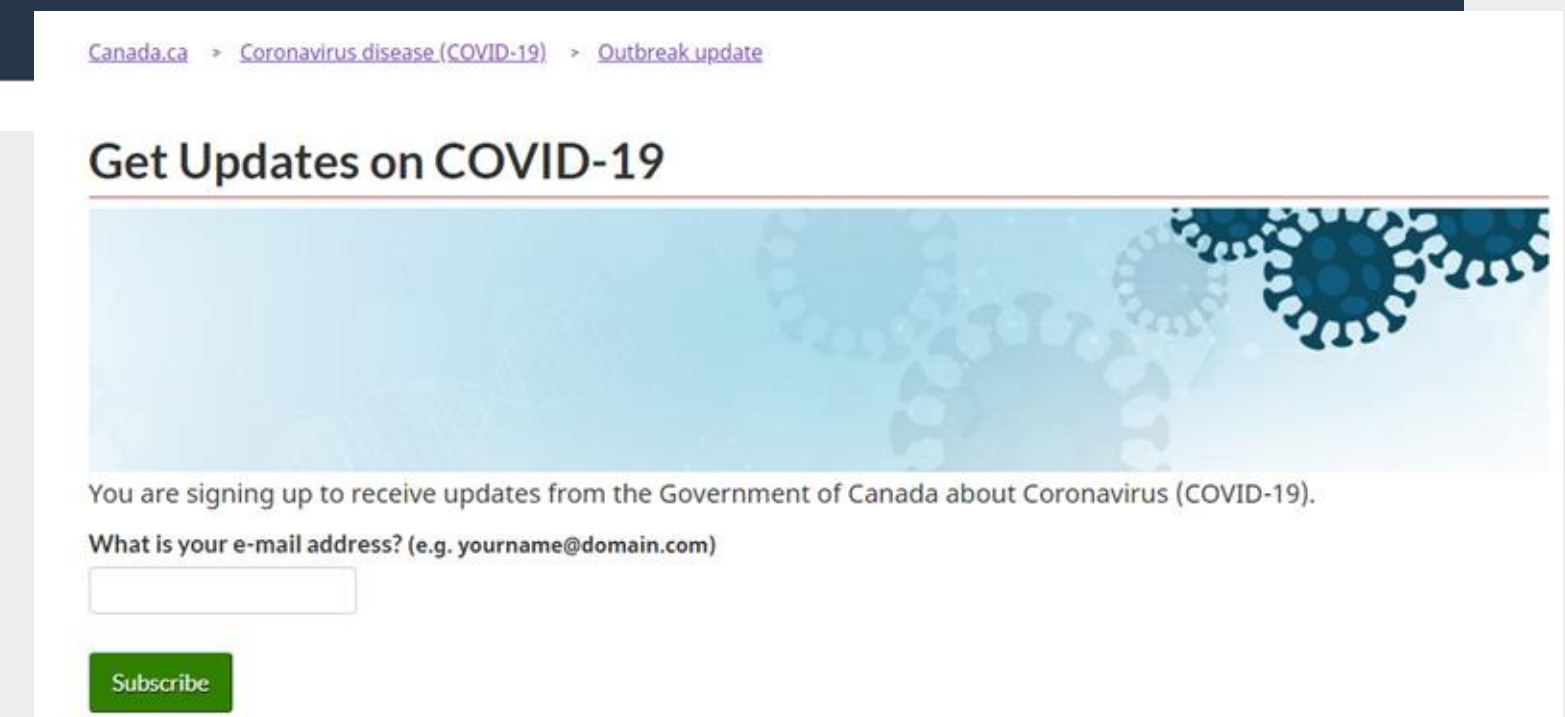 Canada.ca > Coronavirus disease (COVID-19) > Outbreak update
Get Updates on COVID-19
You are signing up to receive updates from the Government of Canada about Coronavirus (COVID-19).
What is your e-mail address? (e.g. yourname@domain.com)
Subscribe